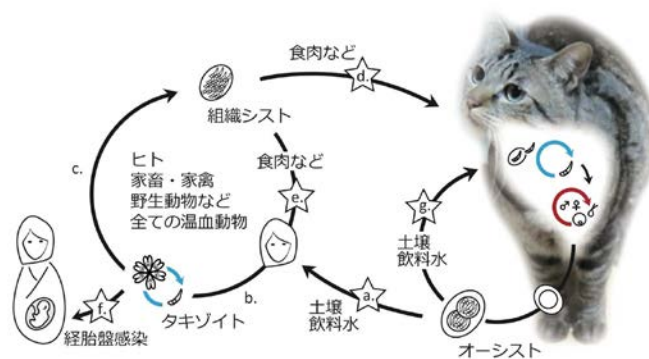 食肉など
d.
組織シスト
食肉など
c.
ヒト
家畜・家禽
野生動物など
全ての温血動物
e.
g.
♂♀
土壌
飲料水
f.
b.
a.
経胎盤感染
タキゾイト
土壌
飲料水
オーシスト